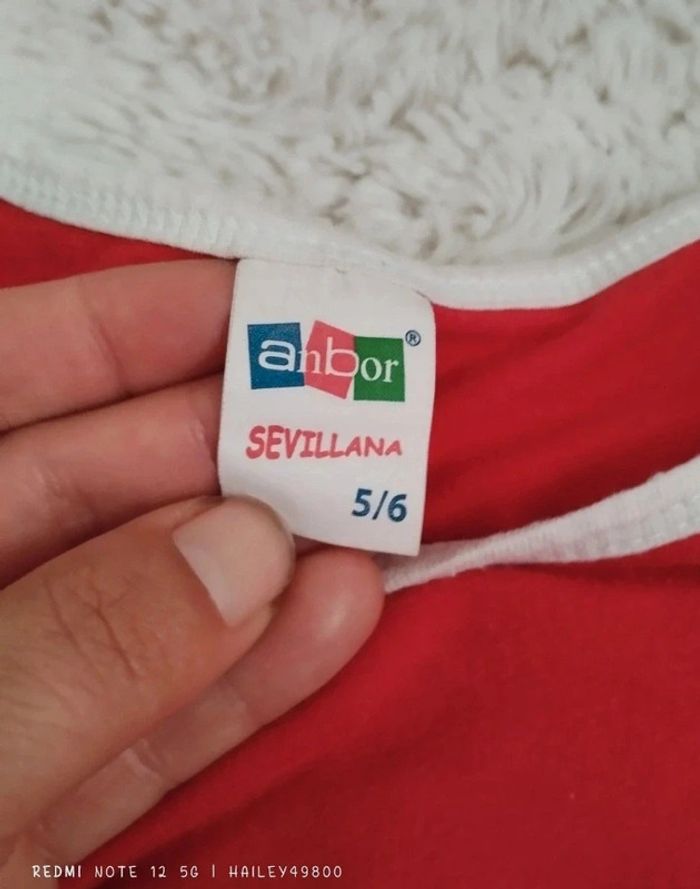 anbor®
SEVILLANA
5/6
REDMI NOTE 12 5G | HAILEY49800